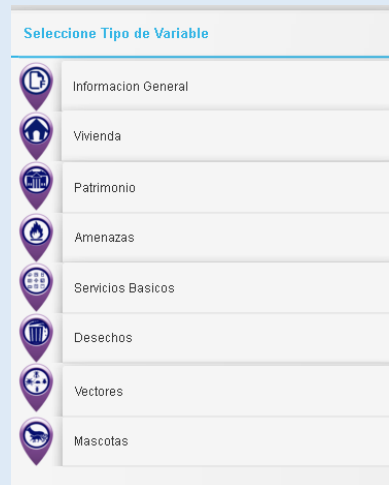 Seleccione Tipo de Variable
Informacion General
Vivienda
Patrimonio
Amenazas
Servicios Basicos
Desechos
Vectores
Mascotas